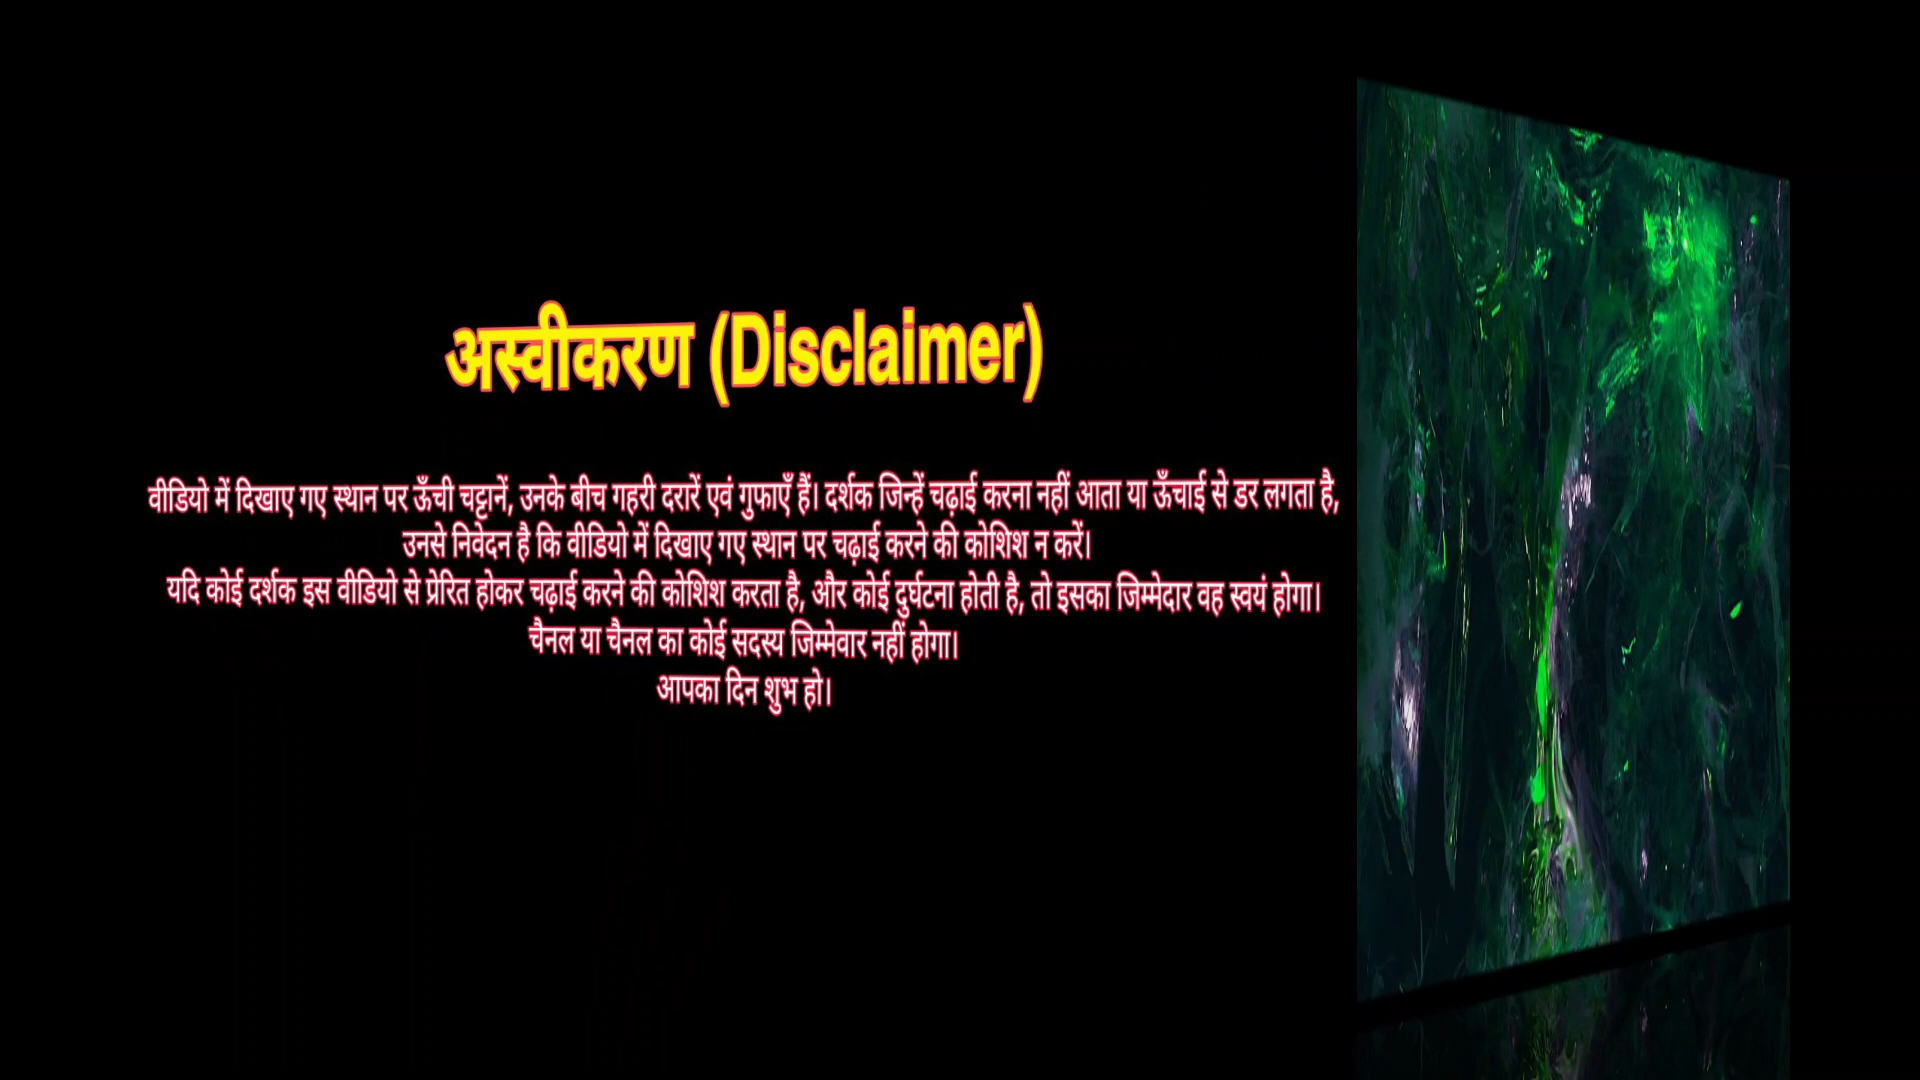 अस्वीकरण (Disclaimer)
वीडियो में दिखाए गए स्थान पर ऊँची चट्टानें, उनके बीच गहरी दरारें एवं गुफाएँ हैं। दर्शक जिन्हें चढ़ाई करना नहीं आता या ऊँचाई से डर लगता है,
उनसे निवेदन है कि वीडियो में दिखाए गए स्थान पर चढ़ाई करने की कोशिश न करें।
यदि कोई दर्शक इस वीडियो से प्रेरित होकर चढ़ाई करने की कोशिश करता है, और कोई दुर्घटना होती है, तो इसका जिम्मेदार वह स्वयं होगा।
चैनल या चैनल का कोई सदस्य जिम्मेवार नहीं होगा।
आपका दिन शुभ हो।